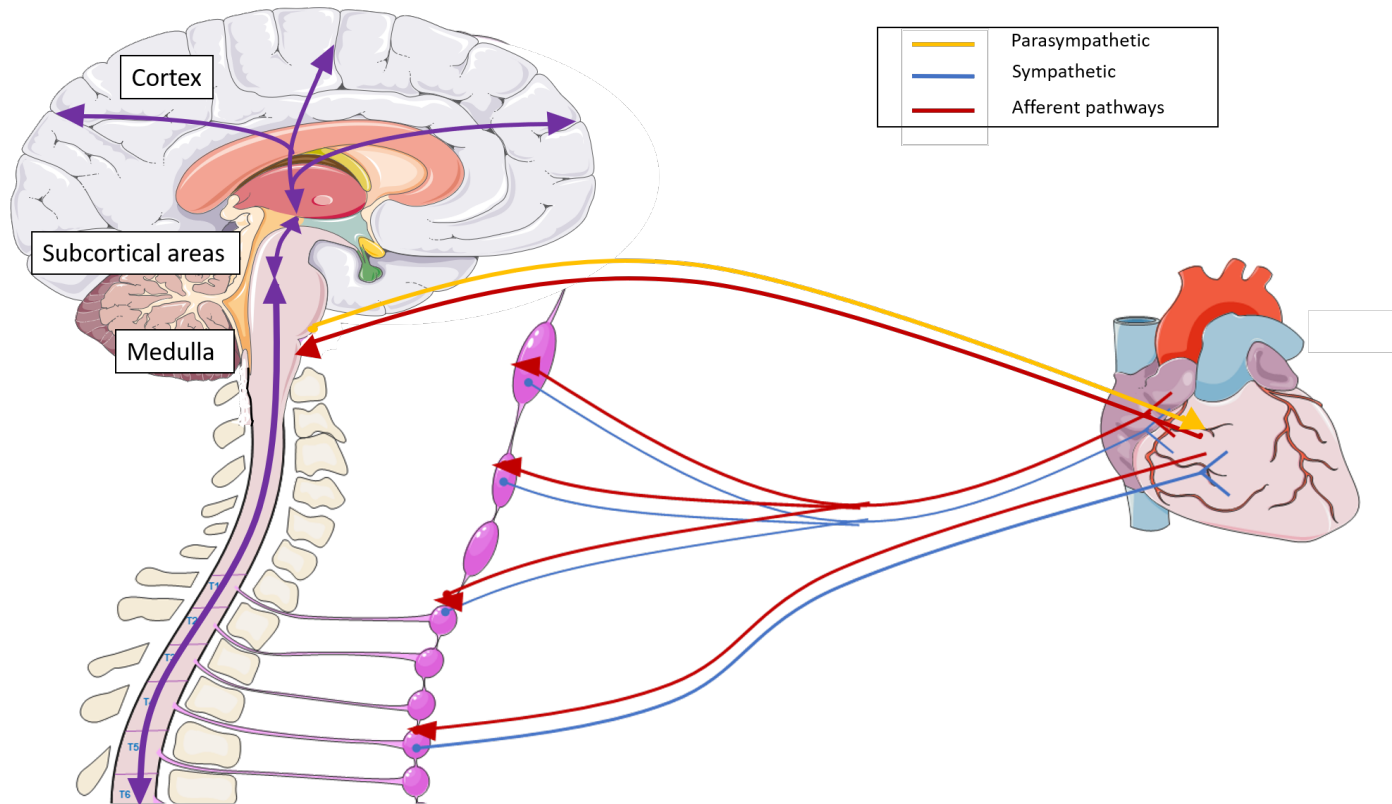 Cortex
Parasympathetic
Sympathetic
Afferent pathways
Subcortical areas
Medulla
T1
T2
T5
T6